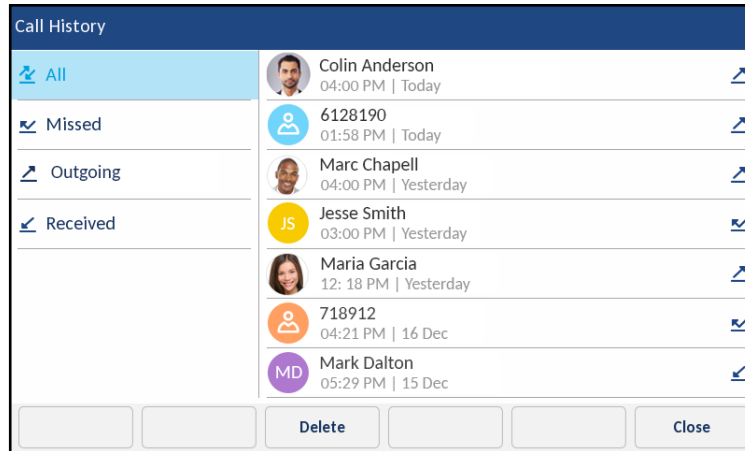 Call History
All
Missed
Outgoing
Received
Colin Anderson
04:00 PM | Today
6128190
01:58 PM | Today
Marc Chapell
04:00 PM | Yesterday
JS
Jesse Smith
03:00 PM | Yesterday
Maria Garcia
12: 18 PM | Yesterday
718912
04:21 PM | 16 Dec
MD
Mark Dalton
05:29 PM | 15 Dec
Delete
Close